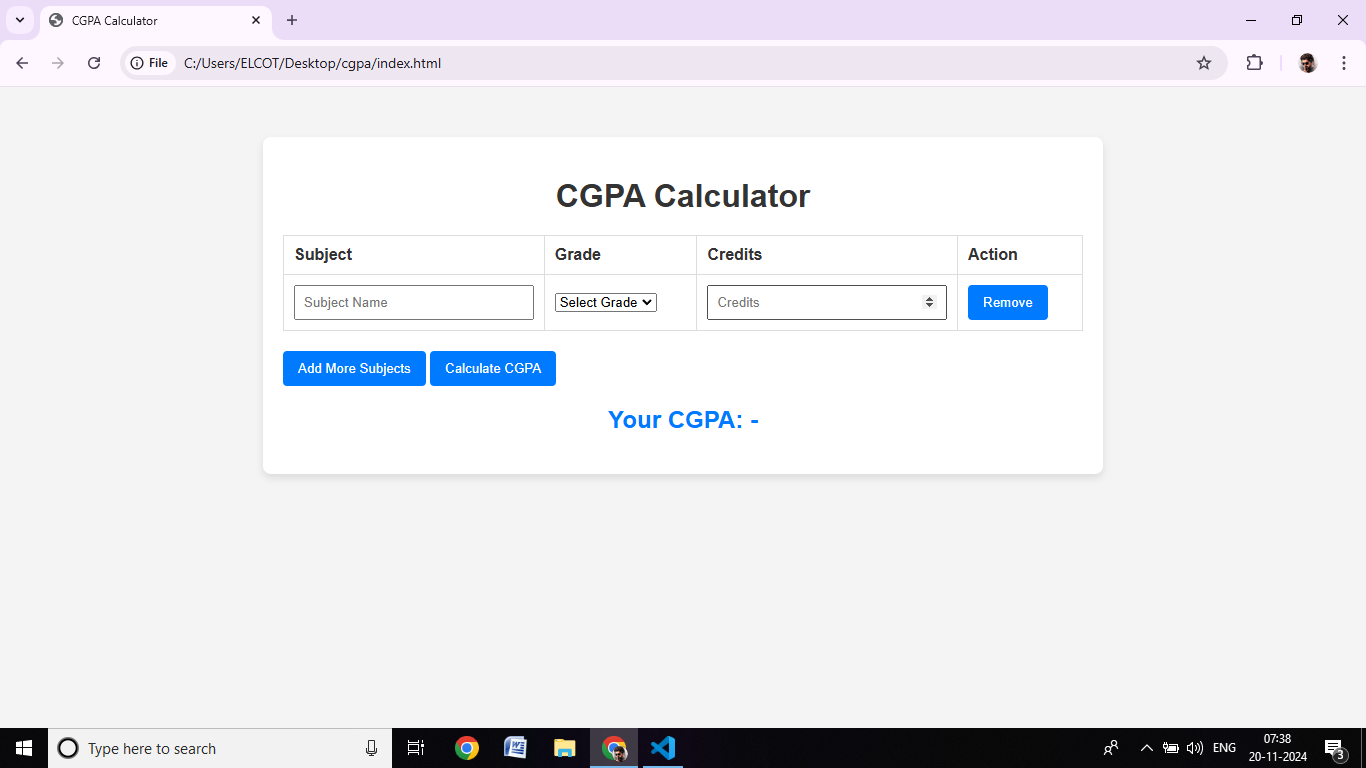 CGPA Calculator
File C:/Users/ELCOT/Desktop/cgpa/index.html
CGPA Calculator
Subject Grade Credits Action
Subject Name Select Grade Credits Remove
Add More Subjects Calculate CGPA
Your CGPA: -
Type here to search ENG 07:38
20-11-2024 3